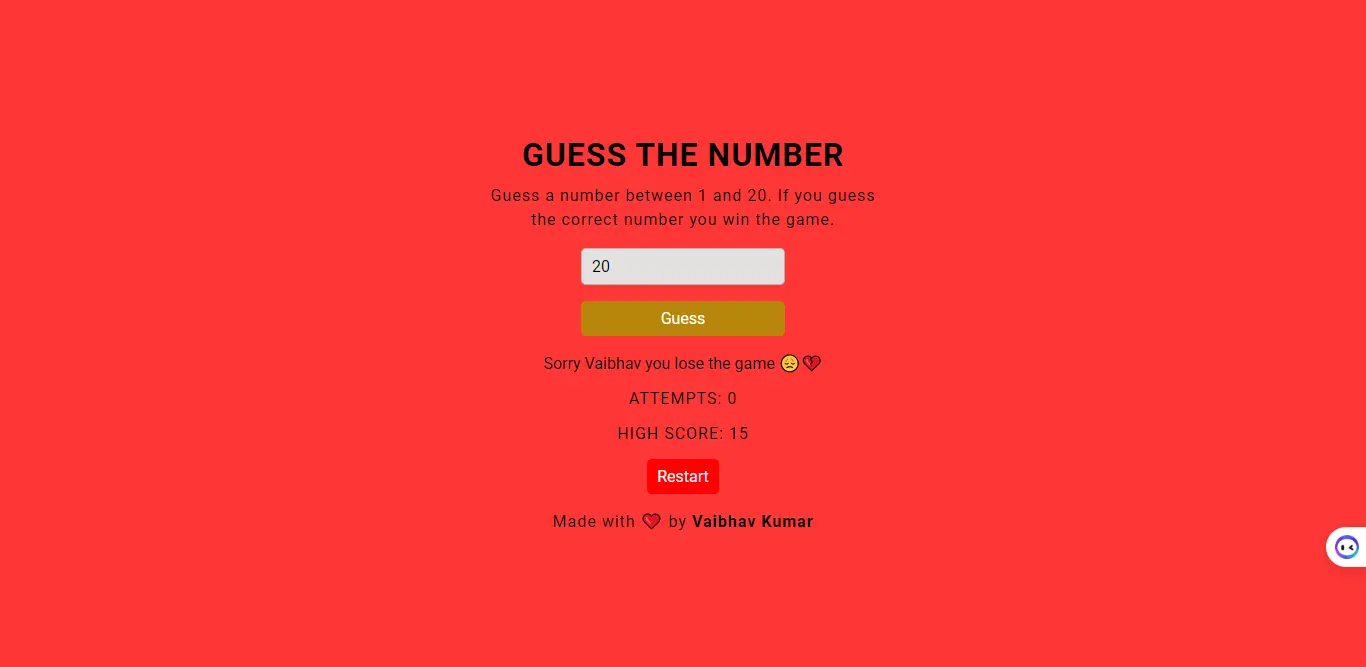 GUESS THE NUMBER
Guess a number between 1 and 20. If you guess
the correct number you win the game.
20
Guess
Sorry Vaibhav you lose the game 😞💔
ATTEMPTS: 0
HIGH SCORE: 15
Restart
Made with ❤️ by Vaibhav Kumar